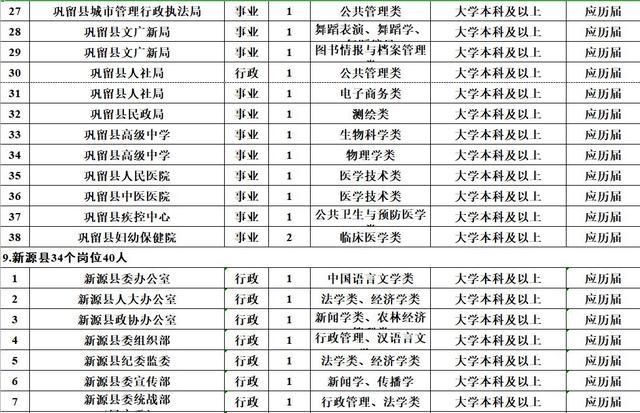 27 巩留县城市管理行政执法局 事业 1 公共管理类 大学本科及以上 应历届
28 巩留县文广新局 事业 1 舞蹈表演、舞蹈学、 大学本科及以上 应历届
29 巩留县文广新局 事业 1 图书情报与档案管理 大学本科及以上 应历届
30 巩留县人社局 行政 1 公共管理类 大学本科及以上 应历届
31 巩留县人社局 事业 1 电子商务类 大学本科及以上 应历届
32 巩留县民政局 事业 1 测绘类 大学本科及以上 应历届
33 巩留县高级中学 事业 1 生物科学类 大学本科及以上 应历届
34 巩留县高级中学 事业 1 物理学类 大学本科及以上 应历届
35 巩留县人民医院 事业 1 医学技术类 大学本科及以上 应历届
36 巩留县中医医院 事业 1 医学技术类 大学本科及以上 应历届
37 巩留县疾控中心 事业 1 公共卫生与预防医学 大学本科及以上 应历届
38 巩留县妇幼保健院 事业 2 临床医学类 大学本科及以上 应历届
9.新源县34个岗位40人
1 新源县委办公室 行政 1 中国语言文学类 大学本科及以上 应历届
2 新源县人大办公室 行政 1 法学类、经济学类 大学本科及以上 应历届
3 新源县政协办公室 行政 1 新闻学类、农林经济 大学本科及以上 应历届
4 新源县委组织部 行政 1 行政管理、汉语言文 大学本科及以上 应历届
5 新源县纪委监委 行政 1 法学类、经济学类 大学本科及以上 应历届
6 新源县委宣传部 行政 1 新闻学、传播学 大学本科及以上 应历届
7 新源县委统战部 行政 1 行政管理、法学类 大学本科及以上 应历届